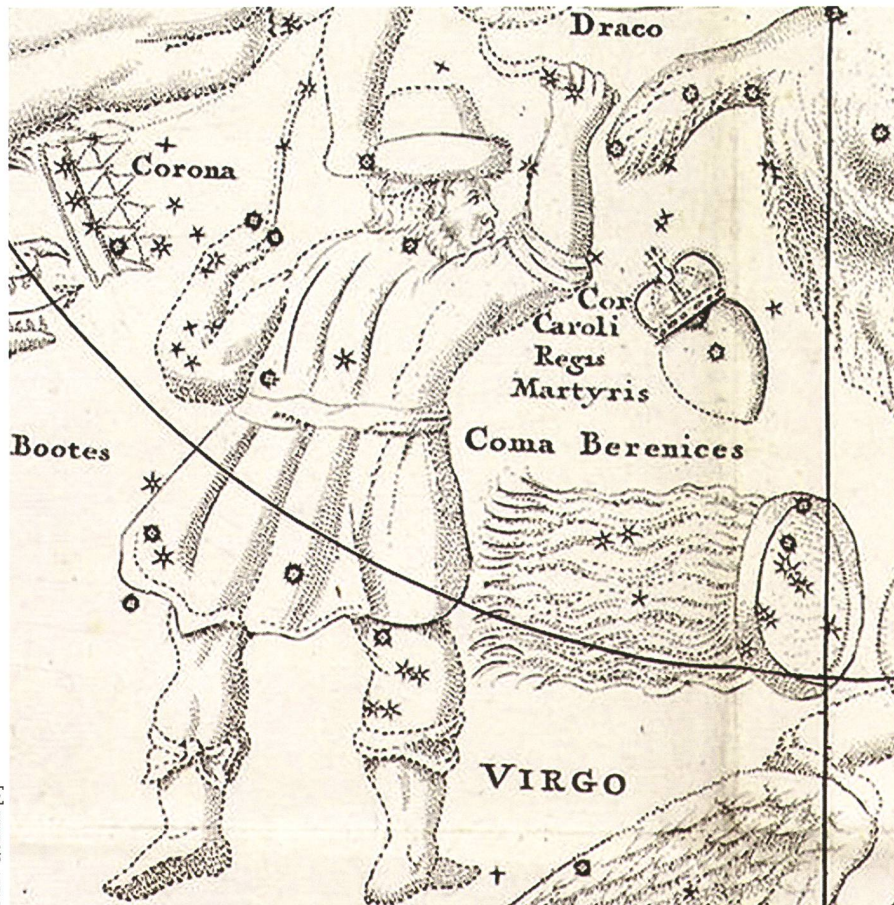 Draco
Corona
Cor
Caroli
Regis
Martyris
Bootes
Coma Berenices
VIRGO